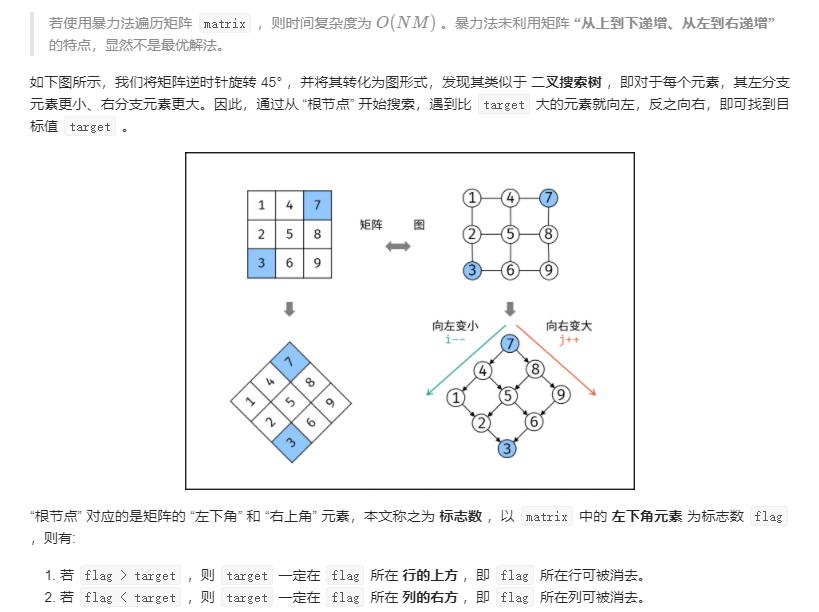 若使用暴力法遍历矩阵 matrix ，则时间复杂度为 O(NM) 。暴力法未利用矩阵 “从上到下递增、从左到右递增”
的特点，显然不是最优解法。
如下图所示，我们将矩阵逆时针旋转 45° ，并将其转化为图形式，发现其类似于 二叉搜索树 ，即对于每个元素，其左分支
元素更小、右分支元素更大。因此，通过从 “根节点” 开始搜索，遇到比 target 大的元素就向左，反之向右，即可找到目
标值 target 。
1 4 7
2 5 8
3 6 9
矩阵 图
1 4 7
2 5 8
3 6 9
1 4 7
2 5 8
3 6 9
向左变小 向右变大
i-- j++
7
4 8
1 5 9
2 6
3
“根节点” 对应的是矩阵的 “左下角” 和 “右上角” 元素，本文称之为 标志数 ，以 matrix 中的 左下角元素 为标志数 flag
，则有:
1. 若 flag > target ，则 target 一定在 flag 所在 行的上方 ，即 flag 所在行可被消去。
2. 若 flag < target ，则 target 一定在 flag 所在 列的右方 ，即 flag 所在列可被消去。